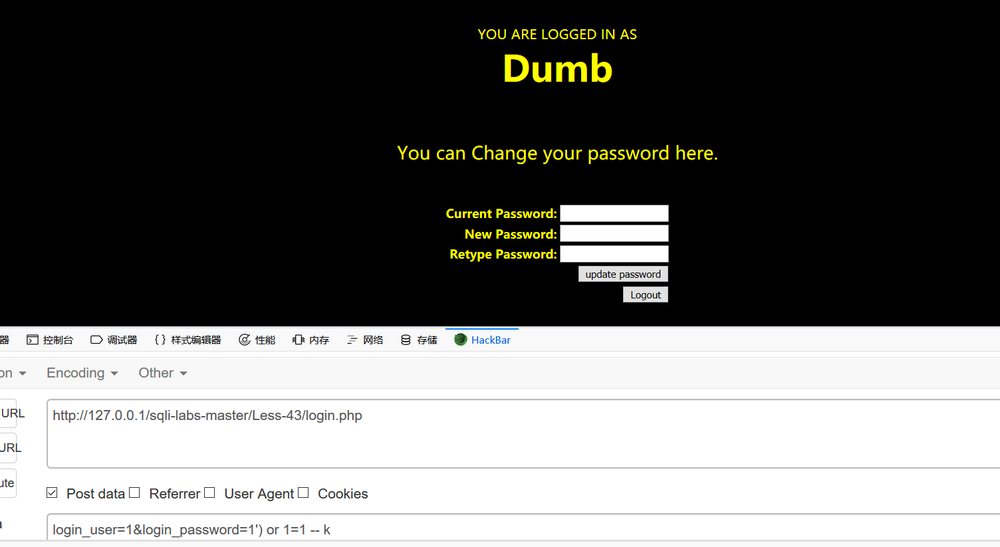 YOU ARE LOGGED IN AS
Dumb
You can Change your password here.
Current Password:
New Password:
Retype Password:
update password
Logout
器 控制台 调试器 样式编辑器 性能 内存 网络 存储 HackBar
on Encoding Other
URL
http://127.0.0.1/sqli-labs-master/Less-43/login.php
URL
ute
Post data Referrer User Agent Cookies
a
login_user=1&login_password=1') or 1=1 -- k